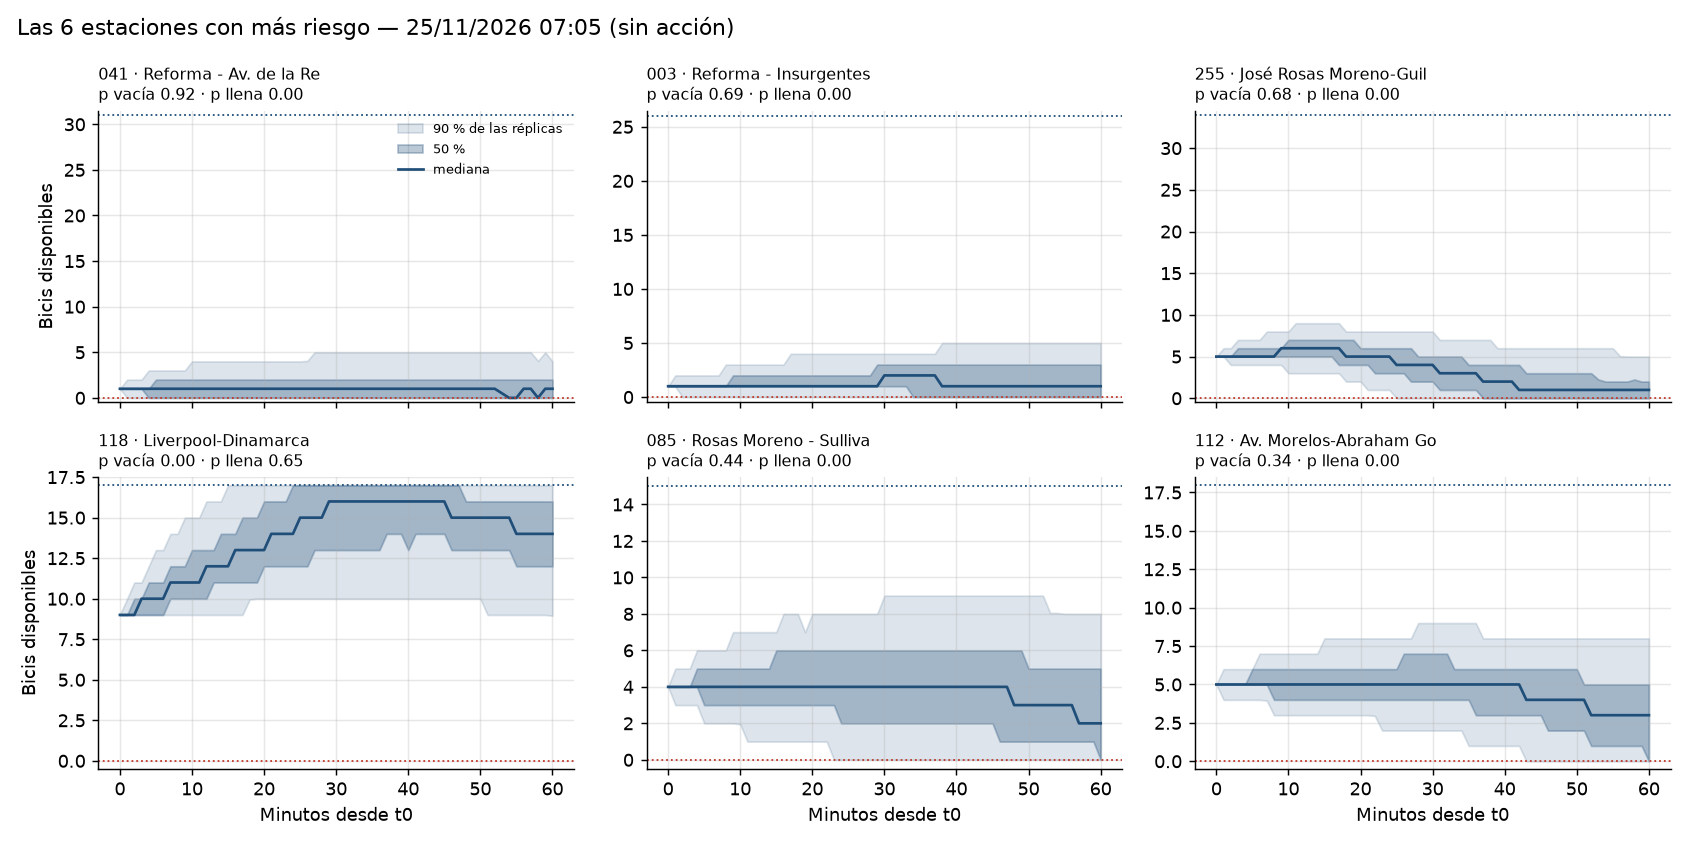 Las 6 estaciones con más riesgo — 25/11/2026 07:05 (sin acción)
041 · Reforma - Av. de la Re
p vacía 0.92 · p llena 0.00
30
25
20
15
10
5
0
Bicis disponibles
90 % de las réplicas
50 %
mediana
003 · Reforma - Insurgentes
p vacía 0.69 · p llena 0.00
25
20
15
10
5
0
255 · José Rosas Moreno-Guil
p vacía 0.68 · p llena 0.00
30
25
20
15
10
5
0
118 · Liverpool-Dinamarca
p vacía 0.00 · p llena 0.65
17.5
15.0
12.5
10.0
7.5
5.0
2.5
0.0
Bicis disponibles
0 10 20 30 40 50 60
Minutos desde t0
085 · Rosas Moreno - Sulliva
p vacía 0.44 · p llena 0.00
14
12
10
8
6
4
2
0
0 10 20 30 40 50 60
Minutos desde t0
112 · Av. Morelos-Abraham Go
p vacía 0.34 · p llena 0.00
17.5
15.0
12.5
10.0
7.5
5.0
2.5
0.0
0 10 20 30 40 50 60
Minutos desde t0